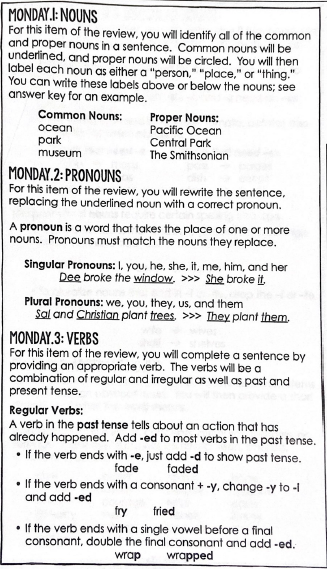 MONDAY.1: NOUNS
For this item of the review, you will identify all of the common
and proper nouns in a sentence. Common nouns will be
underlined, and proper nouns will be circled. You will then
label each noun as either a "person," "place," or "thing."
You can write these labels above or below the nouns; see
answer key for an example.
Common Nouns: Proper Nouns:
ocean Pacific Ocean
park Central Park
museum The Smithsonian
MONDAY.2: PRONOUNS
For this item of the review, you will rewrite the sentence,
replacing the underlined noun with a correct pronoun.
A pronoun is a word that takes the place of one or more
nouns. Pronouns must match the nouns they replace.
Singular Pronouns: I, you, he, she, it, me, him, and her
Dee broke the window. >>> She broke it.
Plural Pronouns: we, you, they, us, and them
Sal and Christian plant trees. >>> They plant them.
MONDAY.3: VERBS
For this item of the review, you will complete a sentence by
providing an appropriate verb. The verbs will be a
combination of regular and irregular as well as past and
present tense.
Regular Verbs:
A verb in the past tense tells about an action that has
already happened. Add -ed to most verbs in the past tense.
• If the verb ends with -e, just add -d to show past tense.
fade faded
• If the verb ends with a consonant + -y, change -y to -i
and add -ed
fry fried
• If the verb ends with a single vowel before a final
consonant, double the final consonant and add -ed.
wrap wrapped